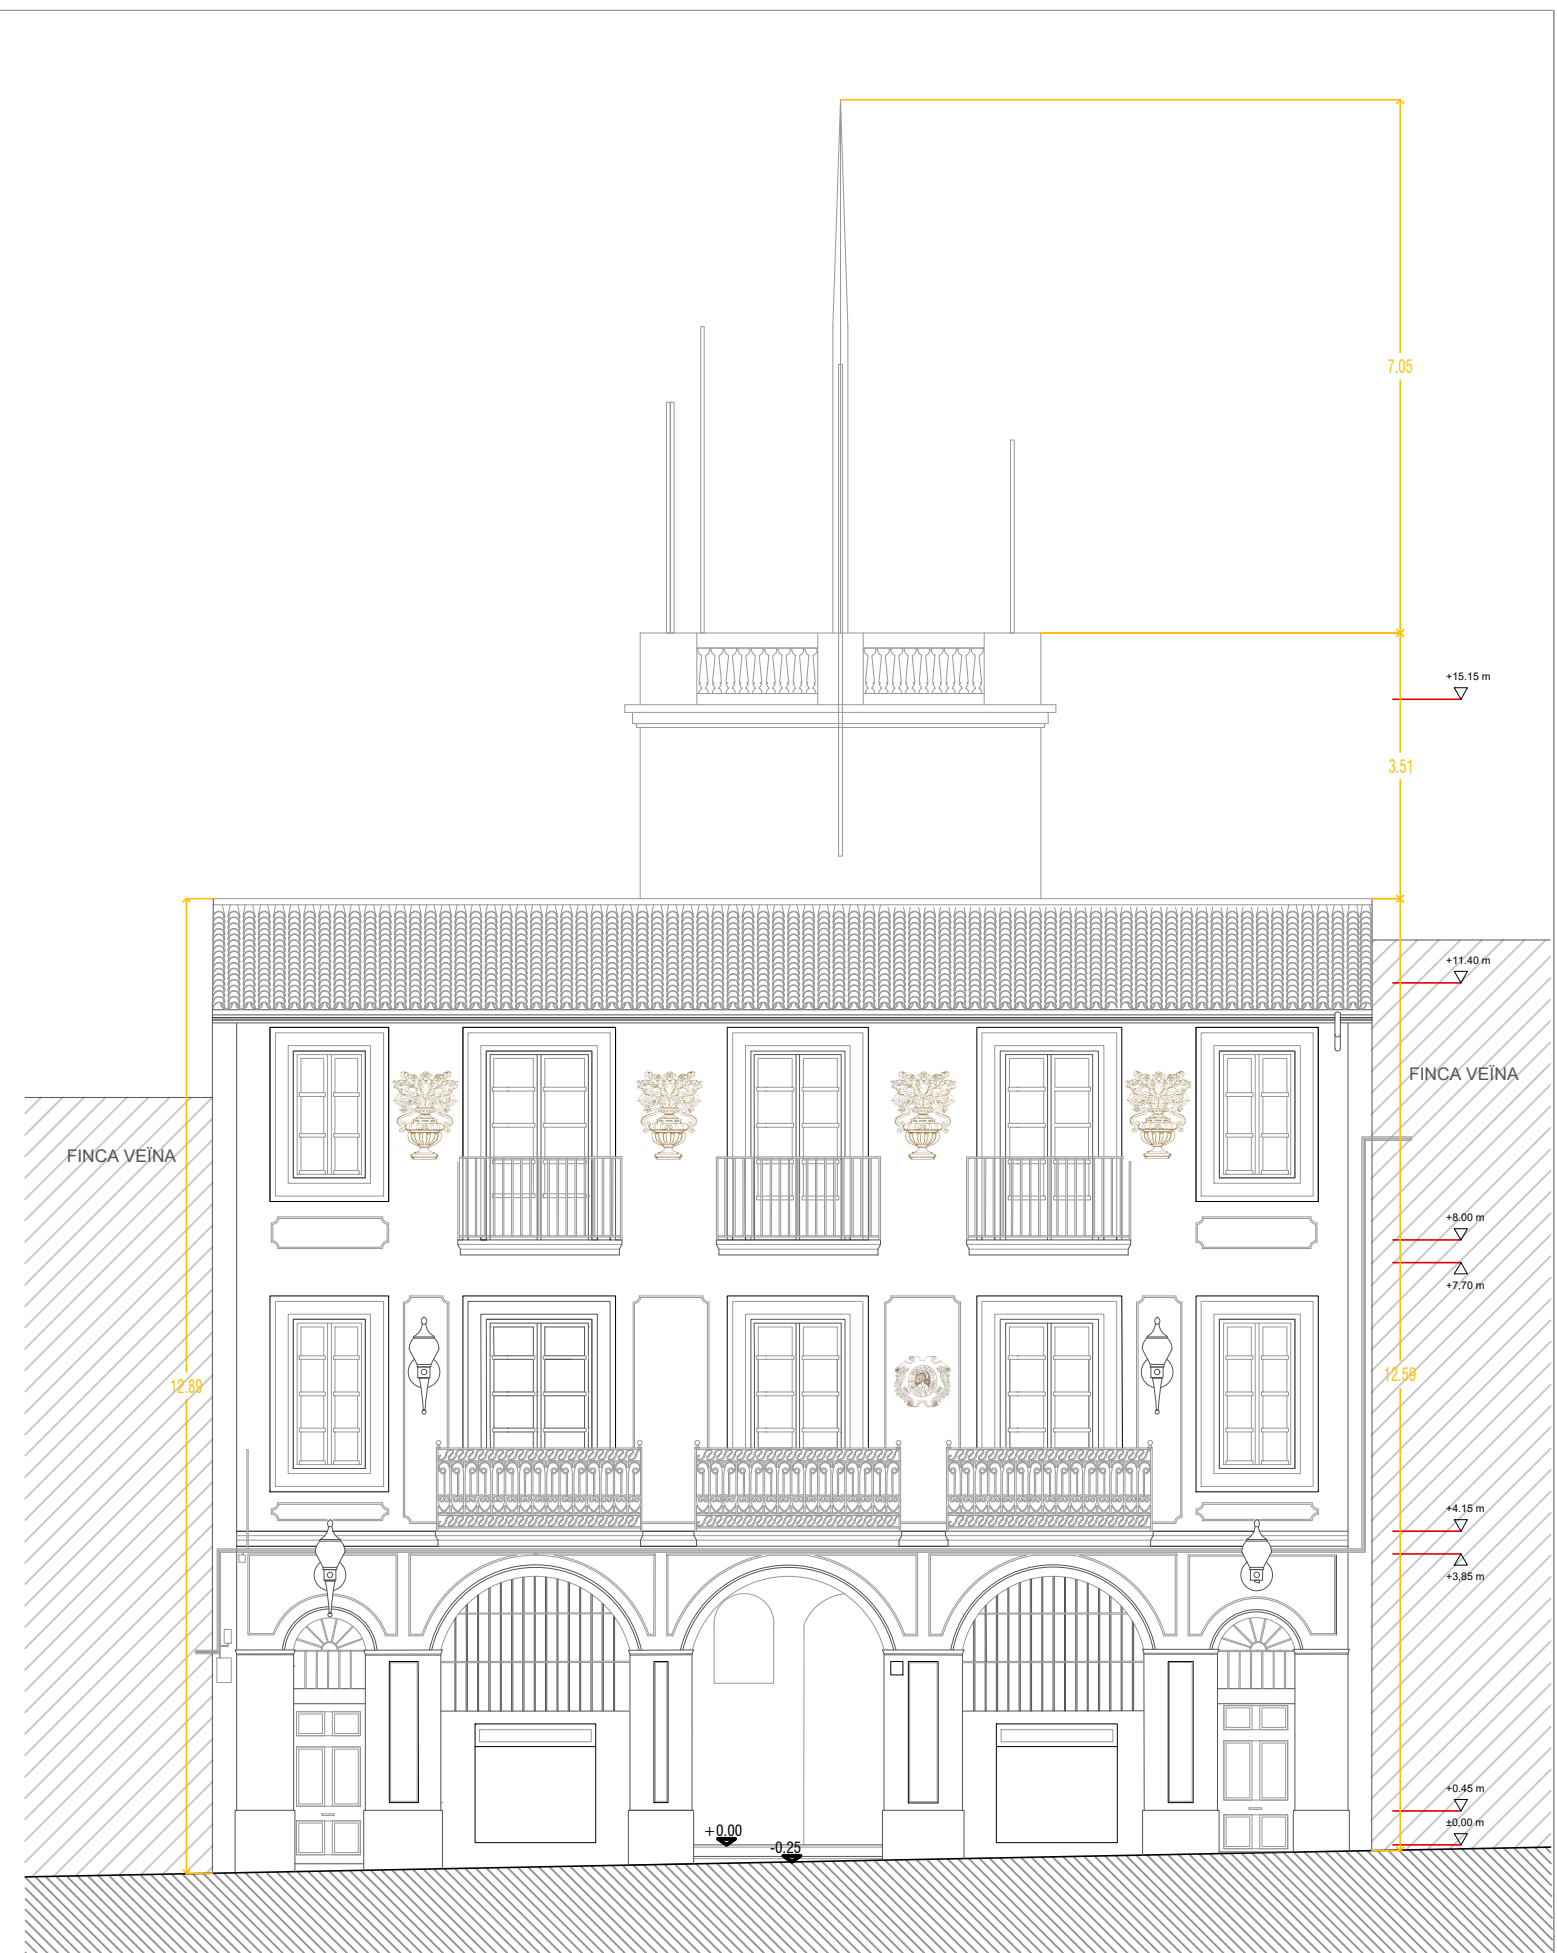 7.05
+15.15 m
3.51
+11.40 m
FINCA VEÏNA
FINCA VEÏNA
+8.00 m
+7,70 m
12.89
12.59
+4.15 m
+3,85 m
+0.45 m
±0,00 m
+0.00
-0.25